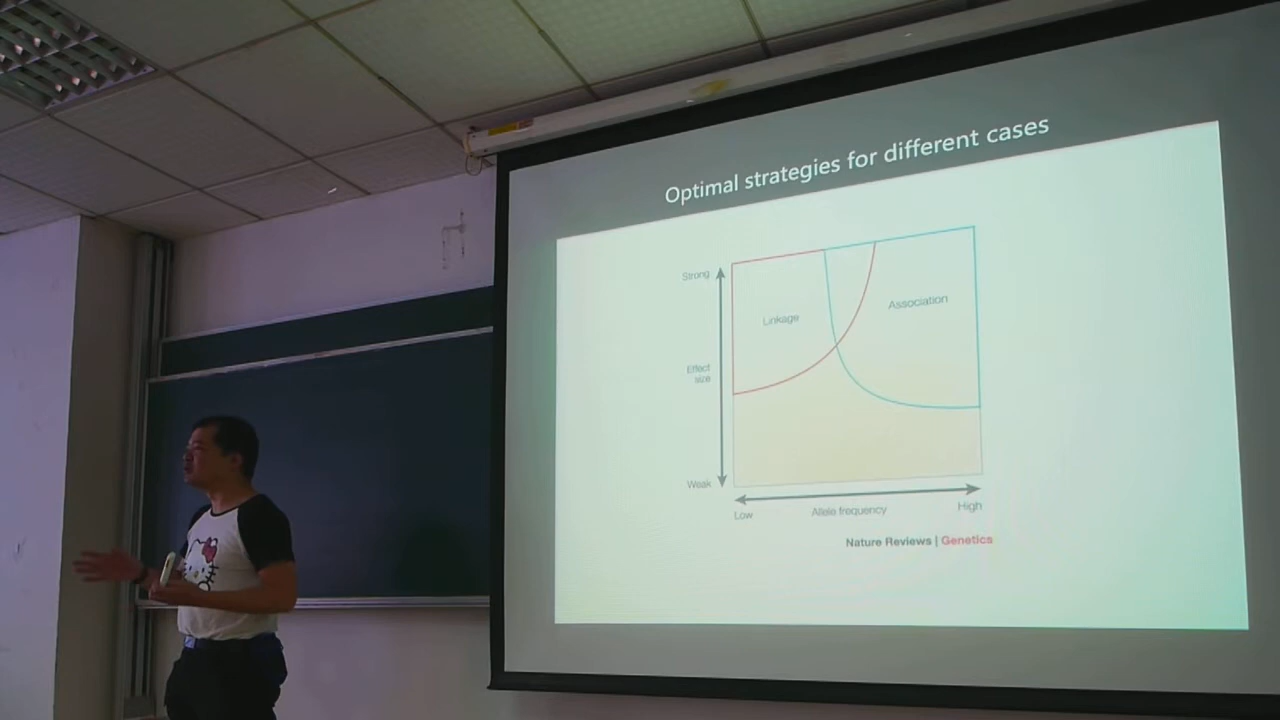 Optimal strategies for different cases
Strong
Linkage
Association
Effect
size
Weak
Low
Allele frequency
High
Nature Reviews | Genetics